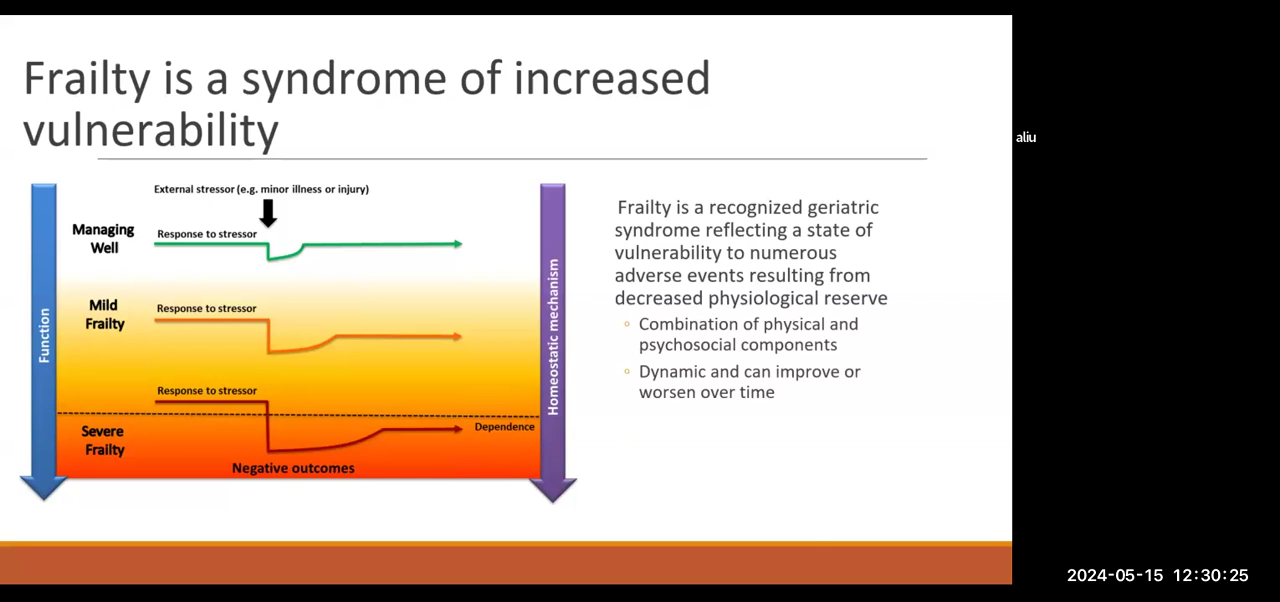 Frailty is a syndrome of increased
vulnerability
aliu
External stressor (e.g. minor illness or injury)
Managing
Well
Response to stressor
Mild
Frailty
Response to stressor
Response to stressor
Severe
Frailty
Dependence
Negative outcomes
Function
Homeostatic mechanism
Frailty is a recognized geriatric
syndrome reflecting a state of
vulnerability to numerous
adverse events resulting from
decreased physiological reserve
◦ Combination of physical and
psychosocial components
◦ Dynamic and can improve or
worsen over time
2024-05-15 12:30:25